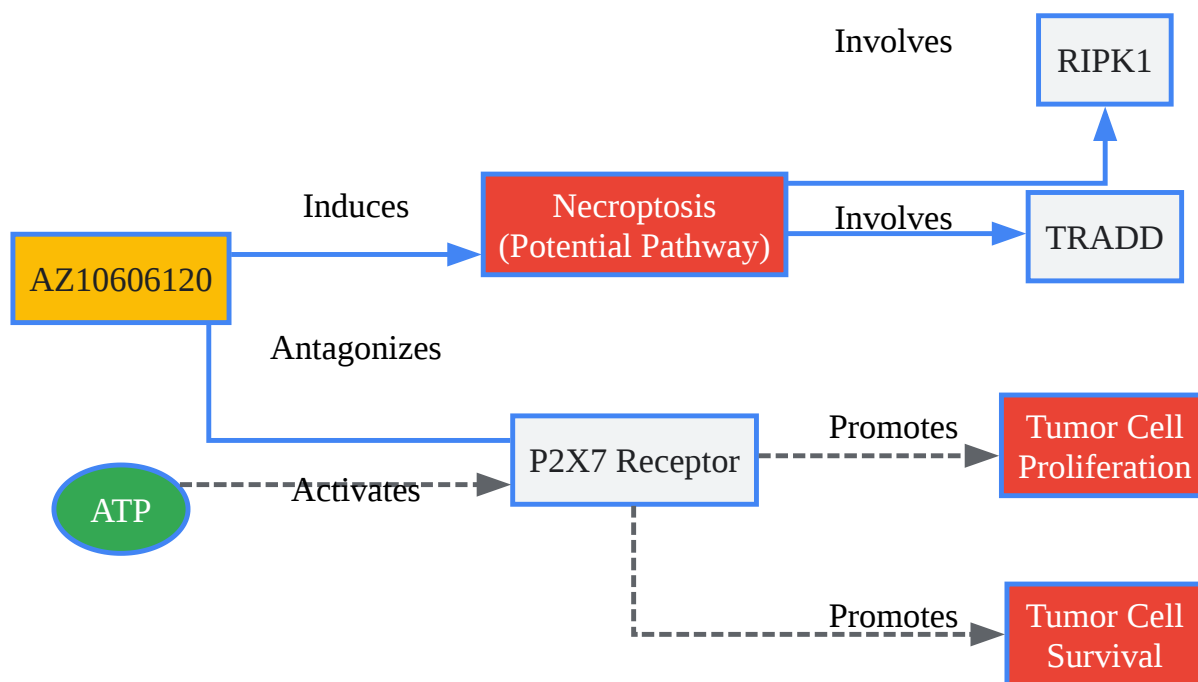 Involves
RIPK1
Induces
Necroptosis
(Potential Pathway)
Involves
TRADD
AZ10606120
Antagonizes
P2X7 Receptor
Promotes
Tumor Cell
Proliferation
ATP
Activates
Promotes
Tumor Cell
Survival